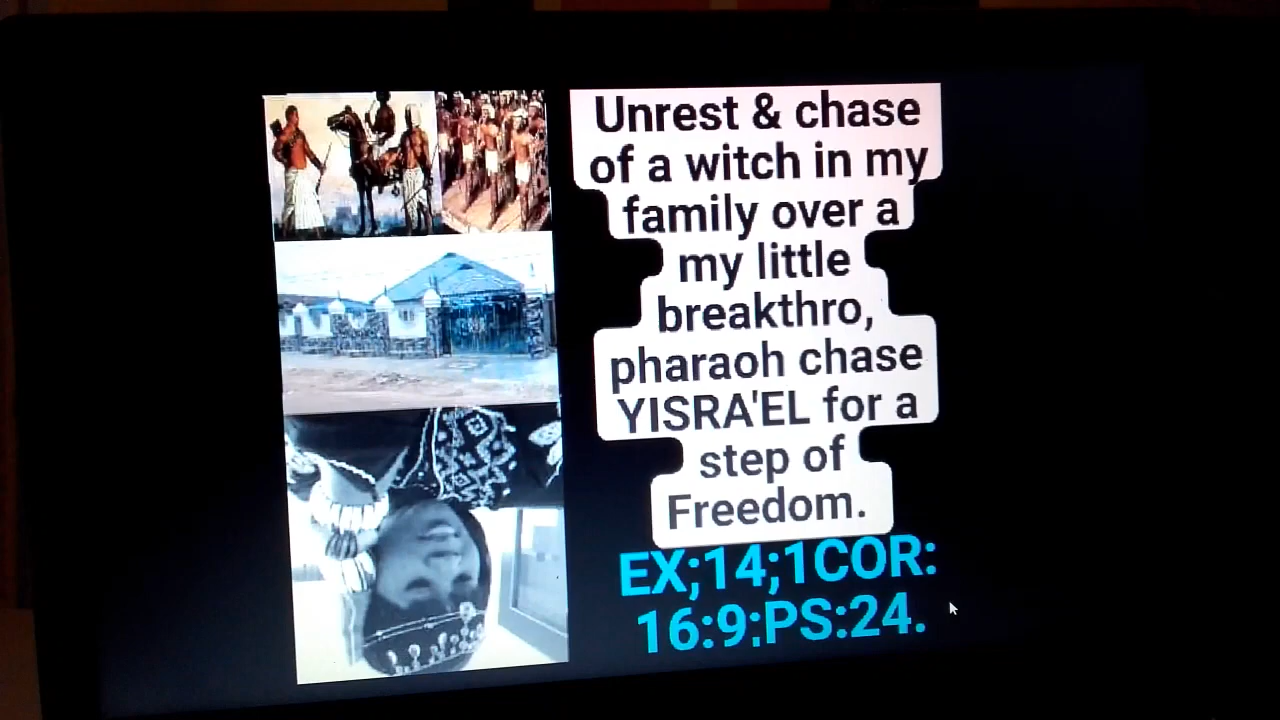 Unrest & chase
of a witch in my
family over a
my little
breakthro,
pharaoh chase
YISRA'EL for a
step of
Freedom.
EX;14;1COR:
16:9;PS:24.